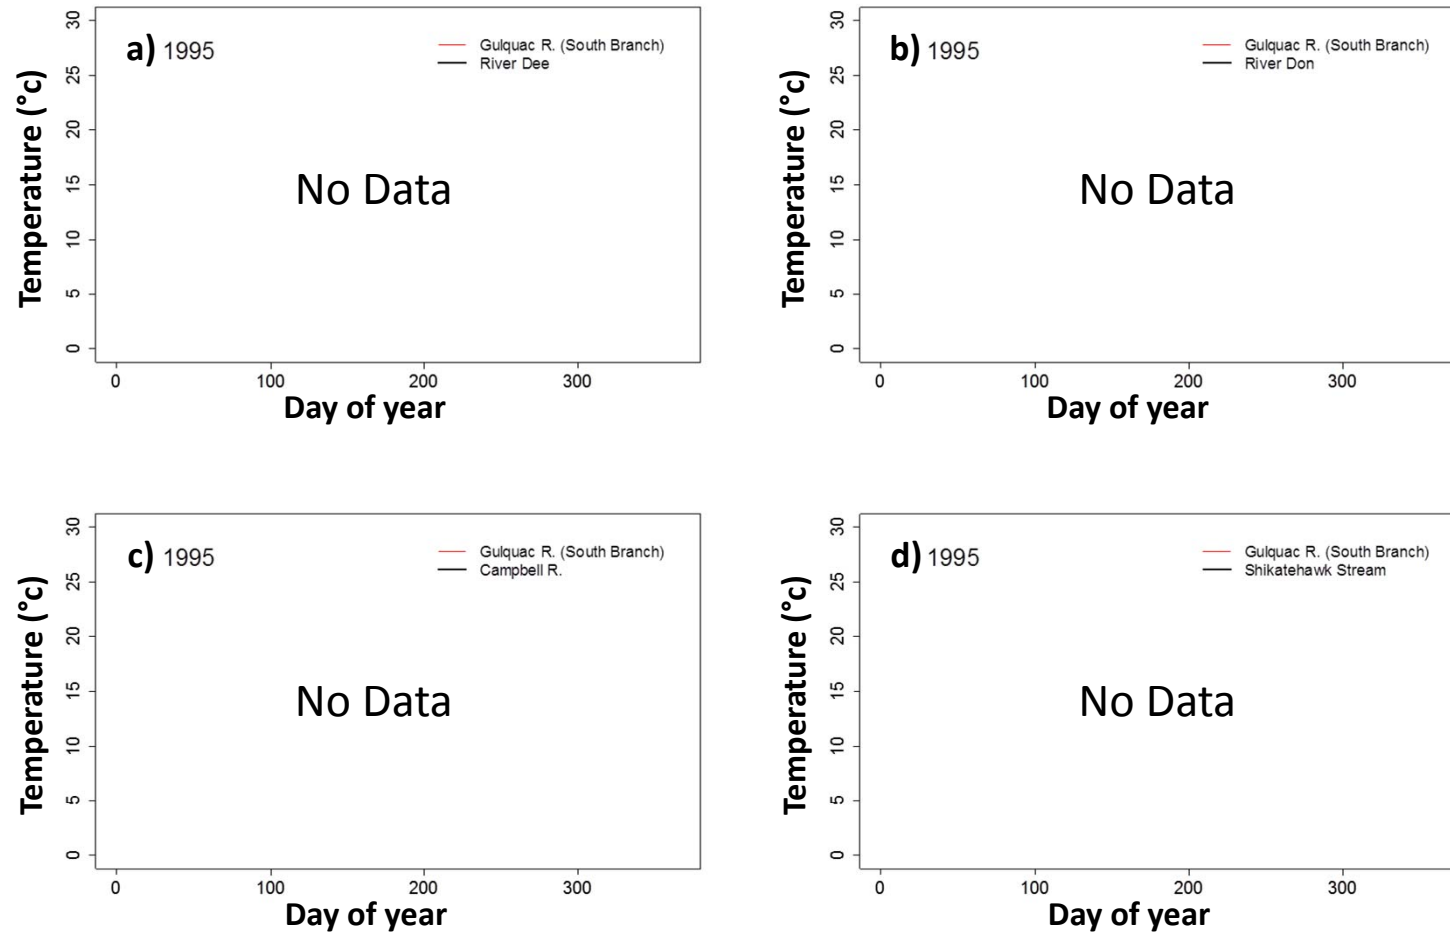 a) 1995
Gulquac R. (South Branch)
River Dee
Temperature (°c)
30
25
20
15
10
5
0
No Data
0 100 200 300
Day of year
b) 1995
Gulquac R. (South Branch)
River Don
Temperature (°c)
30
25
20
15
10
5
0
No Data
0 100 200 300
Day of year
c) 1995
Gulquac R. (South Branch)
Campbell R.
Temperature (°c)
30
25
20
15
10
5
0
No Data
0 100 200 300
Day of year
d) 1995
Gulquac R. (South Branch)
Shikatehawk Stream
Temperature (°c)
30
25
20
15
10
5
0
No Data
0 100 200 300
Day of year